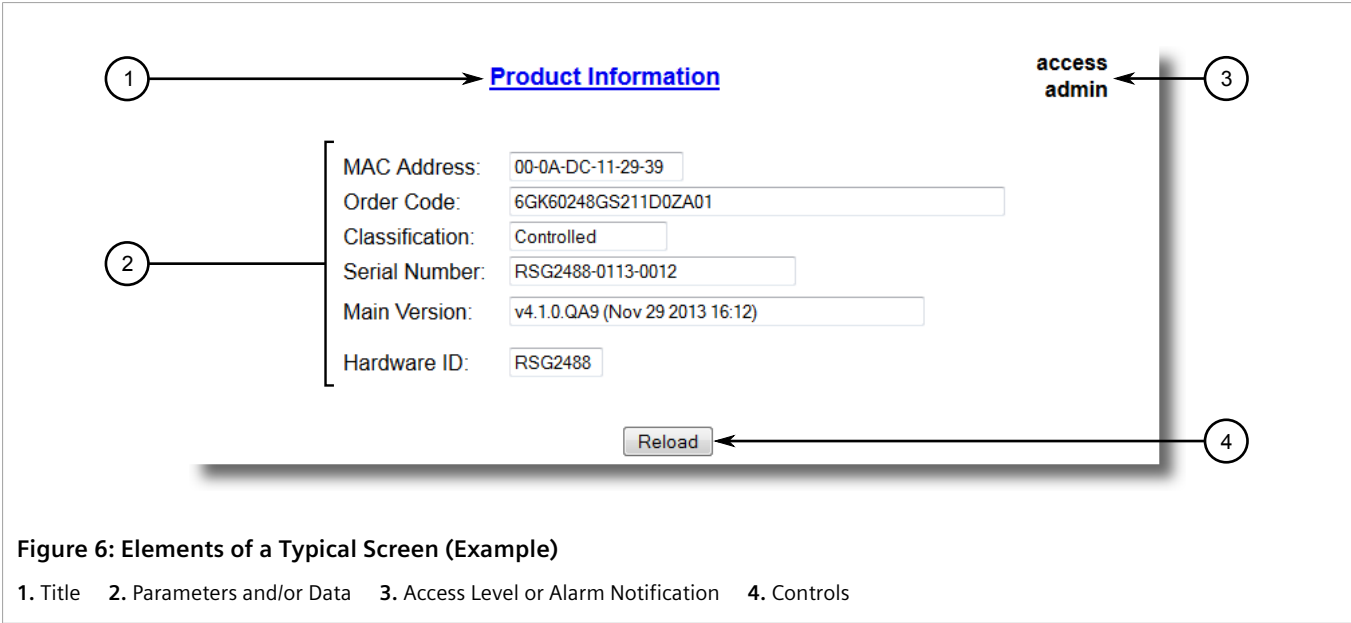 1
Product Information
access
admin
3
MAC Address: 00-0A-DC-11-29-39
Order Code: 6GK60248GS211D0ZA01
Classification: Controlled
2
Serial Number: RSG2488-0113-0012
Main Version: v4.1.0.QA9 (Nov 29 2013 16:12)
Hardware ID: RSG2488
Reload
4
Figure 6: Elements of a Typical Screen (Example)
1. Title 2. Parameters and/or Data 3. Access Level or Alarm Notification 4. Controls